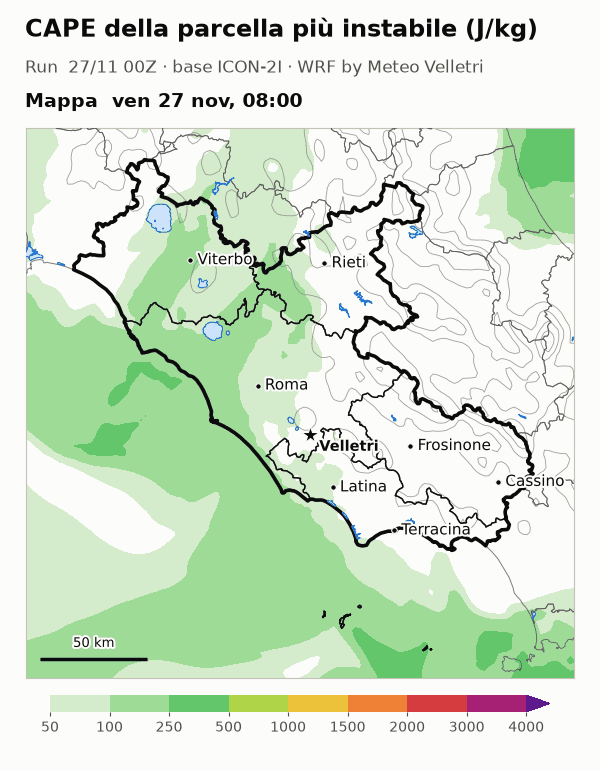 CAPE della parcella più instabile (J/kg)
Run  27/11 00Z · base ICON-2I · WRF by Meteo Velletri
Mappa  ven 27 nov, 08:00
Viterbo
Rieti
Roma
Velletri
Frosinone
Cassino
Latina
Terracina
50 km
50 100 250 500 1000 1500 2000 3000 4000